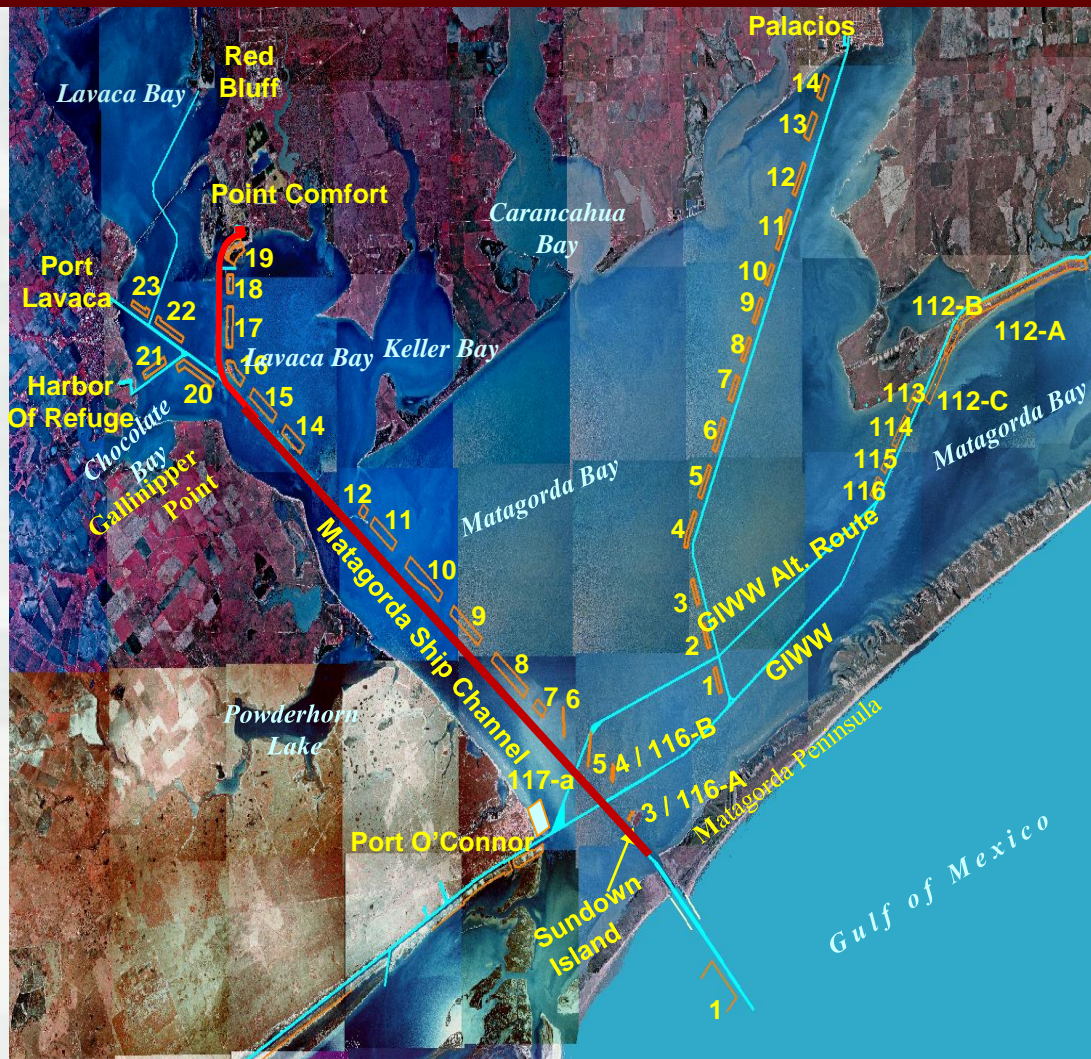 Palacios
Red
Bluff
Lavaca Bay
14
13
Point Comfort
12
Carancahua
Bay
11
19
Port
Lavaca
18
10
23
22
9
112-B
112-A
17
8
Lavaca Bay
Keller Bay
21
16
7
20
Harbor
Of Refuge
15
113
112-C
Chocolate
Bay
14
6
114
Matagorda Bay
Gallinipper
Point
115
5
116
12
11
Matagorda Bay
4
10
Matagorda Ship Channel
GIWW Alt. Route
3
9
2
GIWW
8
1
7
6
Powderhorn
Lake
5
4 / 116-B
117-a
3 / 116-A
Matagorda Peninsula
Port O'Connor
Sundown
Island
Gulf of Mexico
1